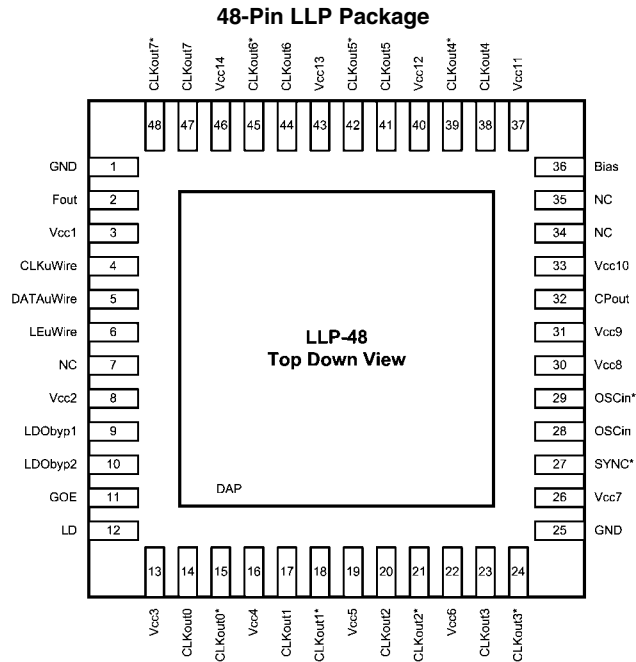 48-Pin LLP Package
CLKout7*
CLKout7
Vcc14
CLKout6*
CLKout6
Vcc13
CLKout5*
CLKout5
Vcc12
CLKout4*
CLKout4
Vcc11
48 47 46 45 44 43 42 41 40 39 38 37
GND 1 36 Bias
Fout 2 35 NC
Vcc1 3 34 NC
CLKuWire 4 33 Vcc10
DATAuWire 5 32 CPout
LEuWire 6 31 Vcc9
NC 7 30 Vcc8
Vcc2 8 29 OSCin*
LDObyp1 9 28 OSCin
LDObyp2 10 27 SYNC*
GOE 11 26 Vcc7
LD 12 25 GND
LLP-48
Top Down View
DAP
13 14 15 16 17 18 19 20 21 22 23 24
Vcc3
CLKout0
CLKout0*
Vcc4
CLKout1
CLKout1*
Vcc5
CLKout2
CLKout2*
Vcc6
CLKout3
CLKout3*